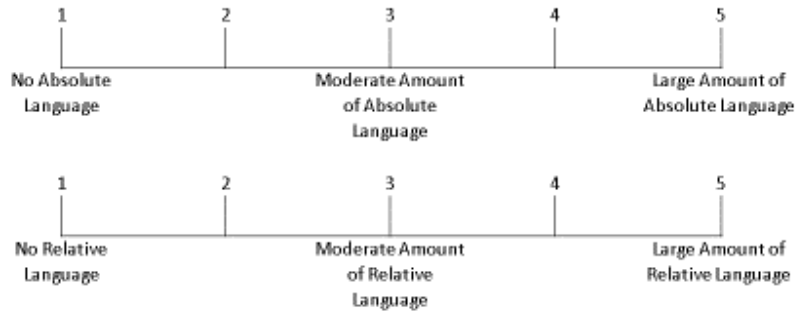 1 2 3 4 5
No Absolute Moderate Amount Large Amount of
Language of Absolute Absolute Language
Language
1 2 3 4 5
No Relative Moderate Amount Large Amount of
Language of Relative Relative Language
Language